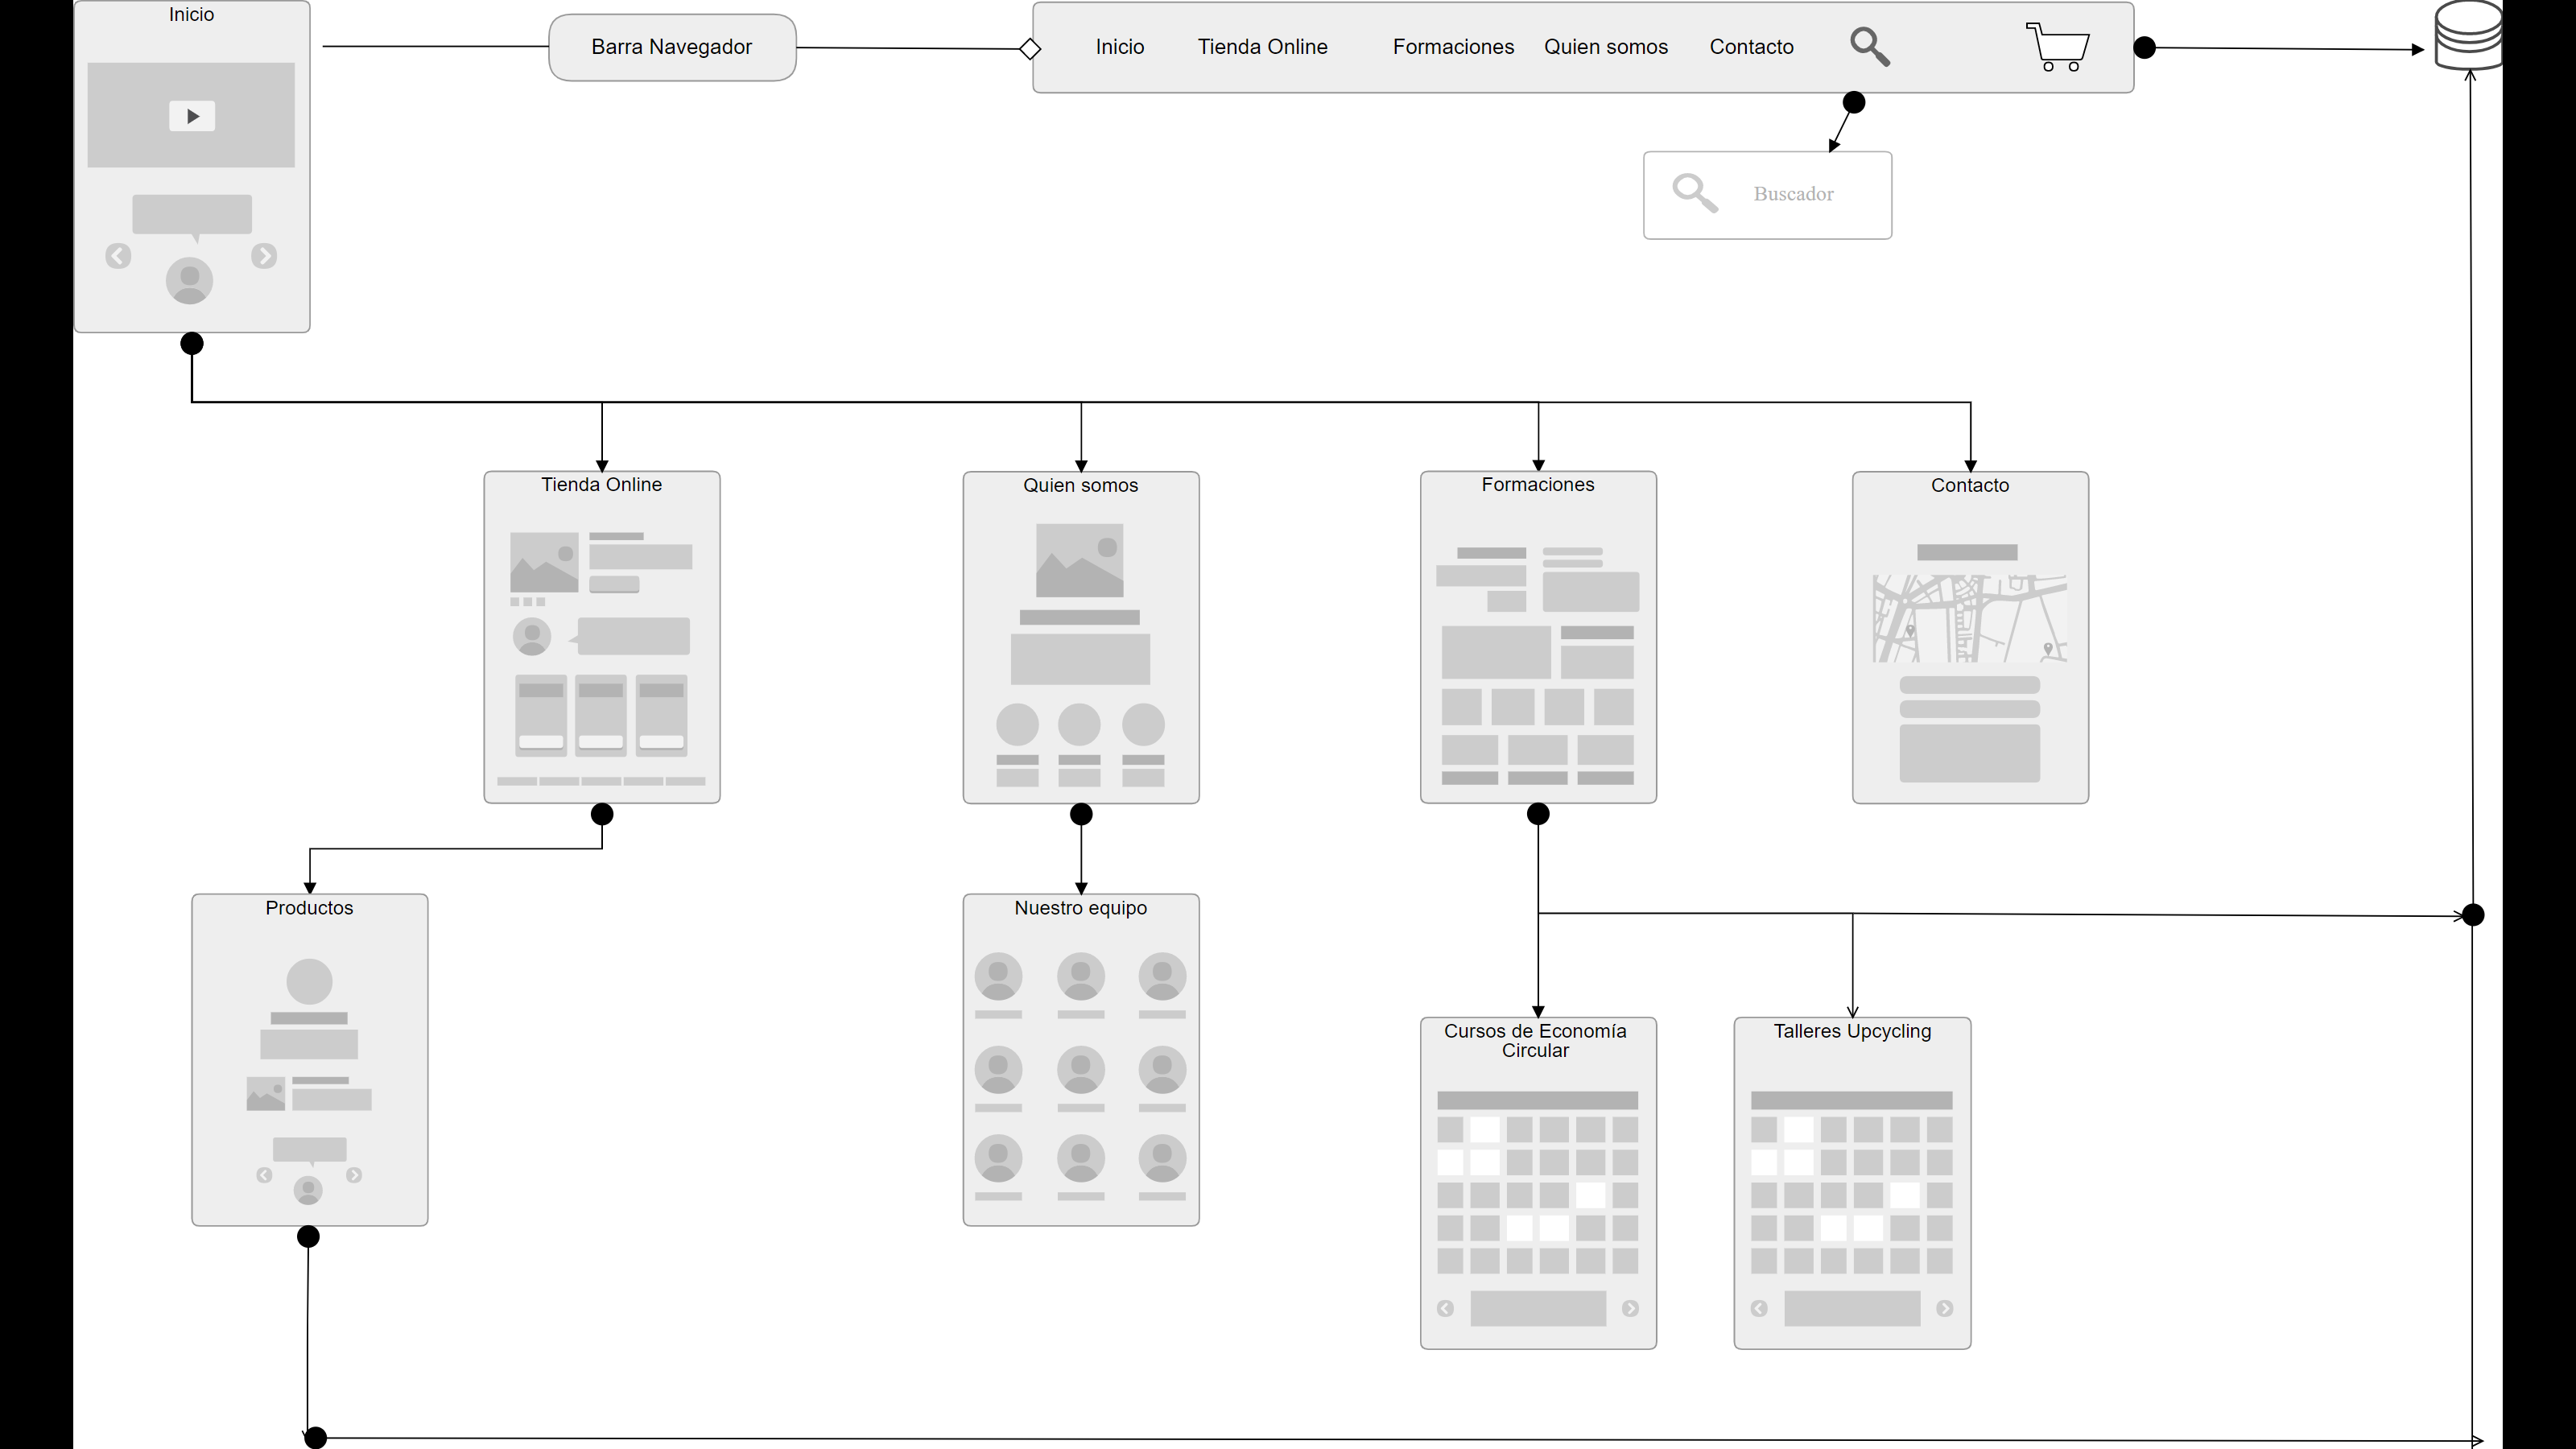 Inicio
Barra Navegador
Inicio Tienda Online Formaciones Quien somos Contacto
Buscador
Tienda Online
Quien somos
Formaciones
Contacto
Productos
Nuestro equipo
Cursos de Economía
Circular
Talleres Upcycling